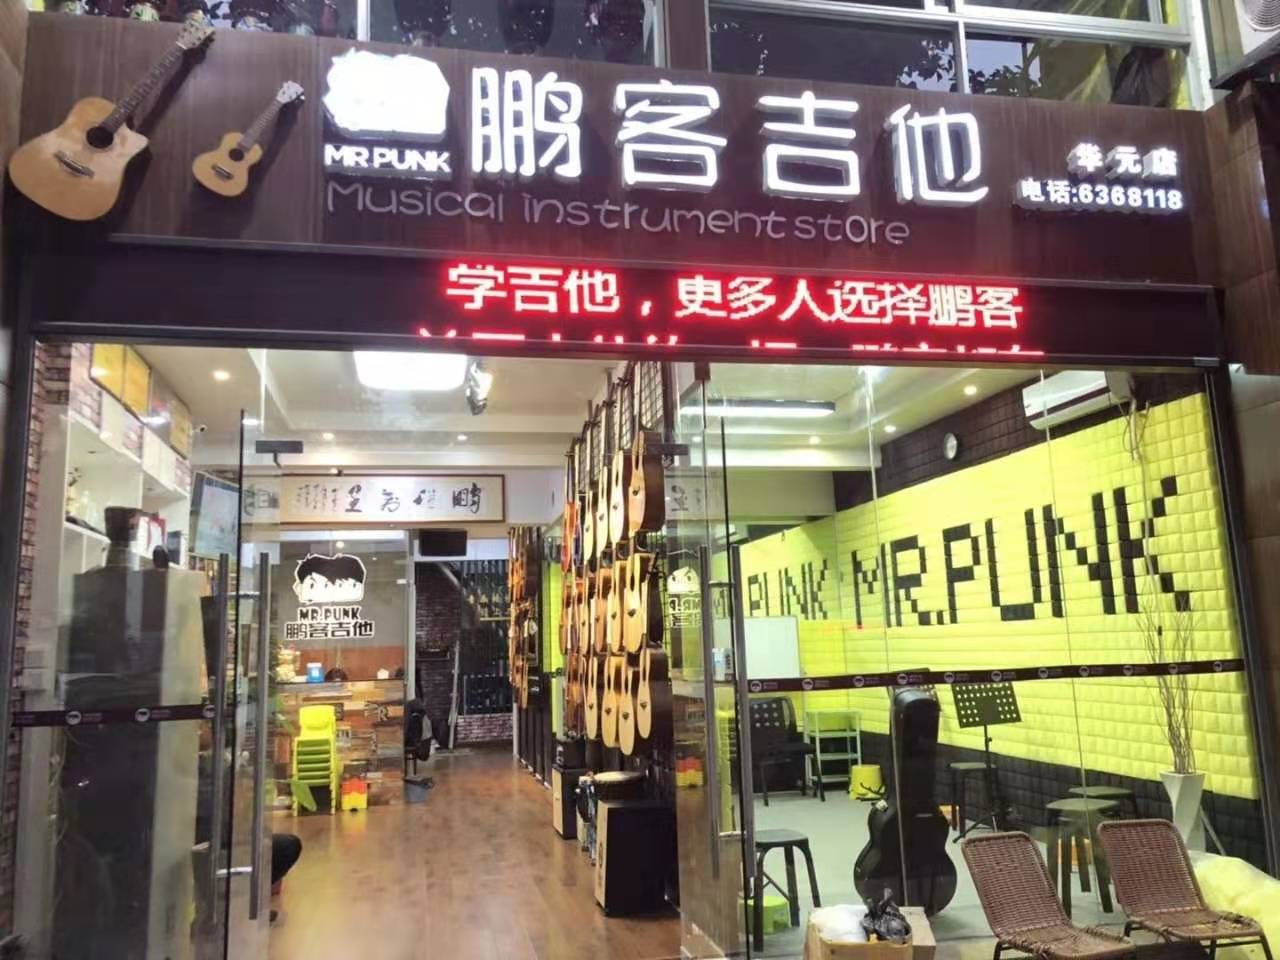 MR.PUNK
鹏客吉他
华元店
电话:6368118
Musical instrument store
学吉他，更多人选择鹏客
MR.PUNK
鹏客吉他
PUNK
MR.PUNK